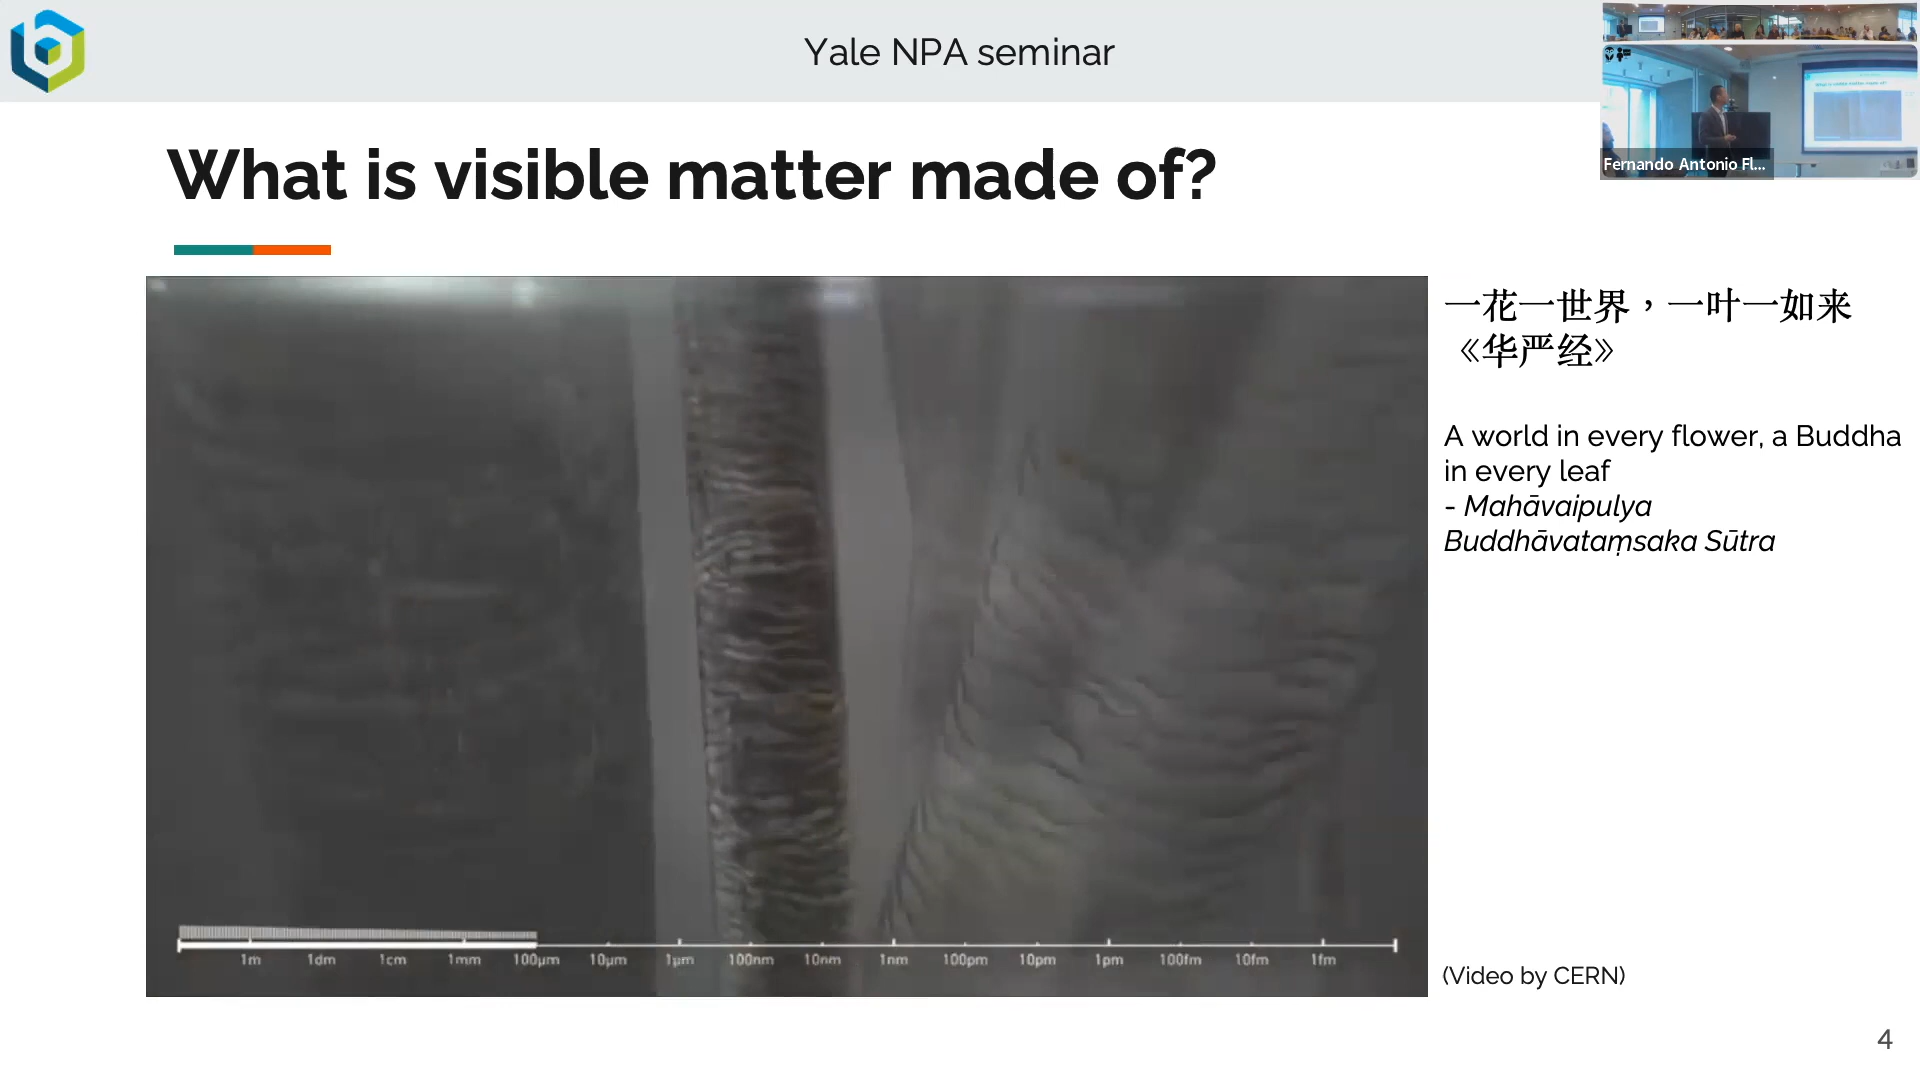 Yale NPA seminar
Fernando Antonio Fl...
What is visible matter made of?
一花一世界，一叶一如来
《华严经》
A world in every flower, a Buddha
in every leaf
- Mahāvaipulya
Buddhāvataṃsaka Sūtra
1m 1dm 1cm 1mm 100µm 10µm 1µm 100nm 10nm 1nm 100pm 10pm 1pm 100fm 10fm 1fm
(Video by CERN)
4